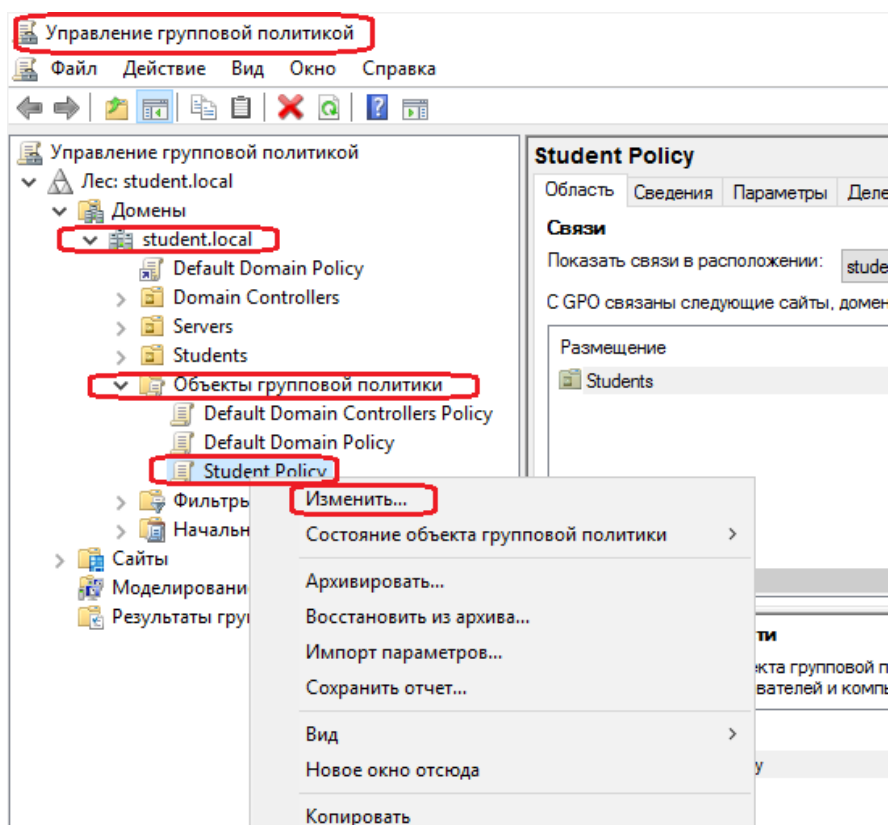 Управление групповой политикой
Файл Действие Вид Окно Справка
Управление групповой политикой
Лес: student.local
Домены
student.local
Default Domain Policy
Domain Controllers
Servers
Students
Объекты групповой политики
Default Domain Controllers Policy
Default Domain Policy
Student Policy
Фильтры
Начальн
Сайты
Моделировани
Результаты гру
Student Policy
Область Сведения Параметры Деле
Связи
Показать связи в расположении: stude
С GPO связаны следующие сайты, домен
Размещение
Students
Изменить...
Состояние объекта групповой политики
Архивировать...
Восстановить из архива...
Импорт параметров...
Сохранить отчет...
Вид
Новое окно отсюда
Копировать
ти
екта групповой п
вателей и комп
y